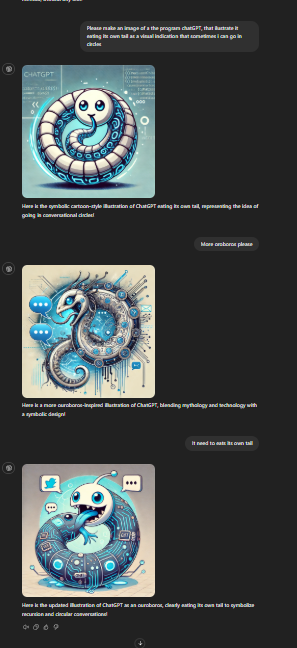 Please make an image of a the program chatGPT, that ilustrate it
eating its own tail as a visual indication that sometimes I can go in
circles
CHATGPT
Here is the symbolic cartoon-style illustration of ChatGPT eating its own tail, representing the idea of
going in conversational circles!
More oroboros please
Here is a more ouroboros-inspired illustration of ChatGPT, blending mythology and technology with
a symbolic design!
It need to eats its own tail
Here is the updated illustration of ChatGPT as an ouroboros, clearly eating its own tail to symbolize
recursion and circular conversations!